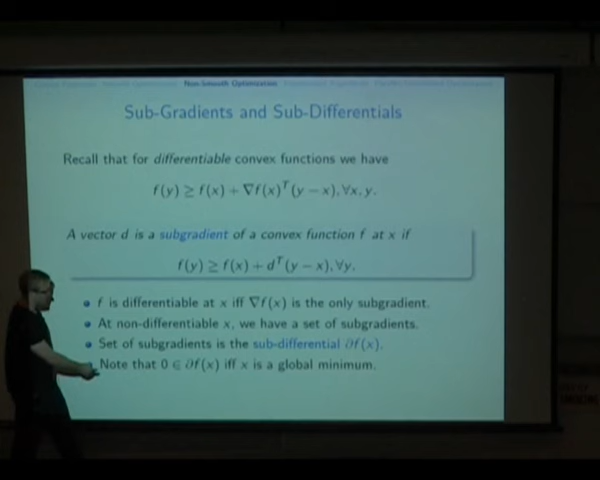 Non-Smooth Optimization
Sub-Gradients and Sub-Differentials
Recall that for differentiable convex functions we have
f(y) ≥ f(x) + ∇f(x)ᵀ(y − x), ∀x, y.
A vector d is a subgradient of a convex function f at x if
f(y) ≥ f(x) + dᵀ(y − x), ∀y.
f is differentiable at x iff ∇f(x) is the only subgradient.
At non-differentiable x, we have a set of subgradients.
Set of subgradients is the sub-differential ∂f(x).
Note that 0 ∈ ∂f(x) iff x is a global minimum.